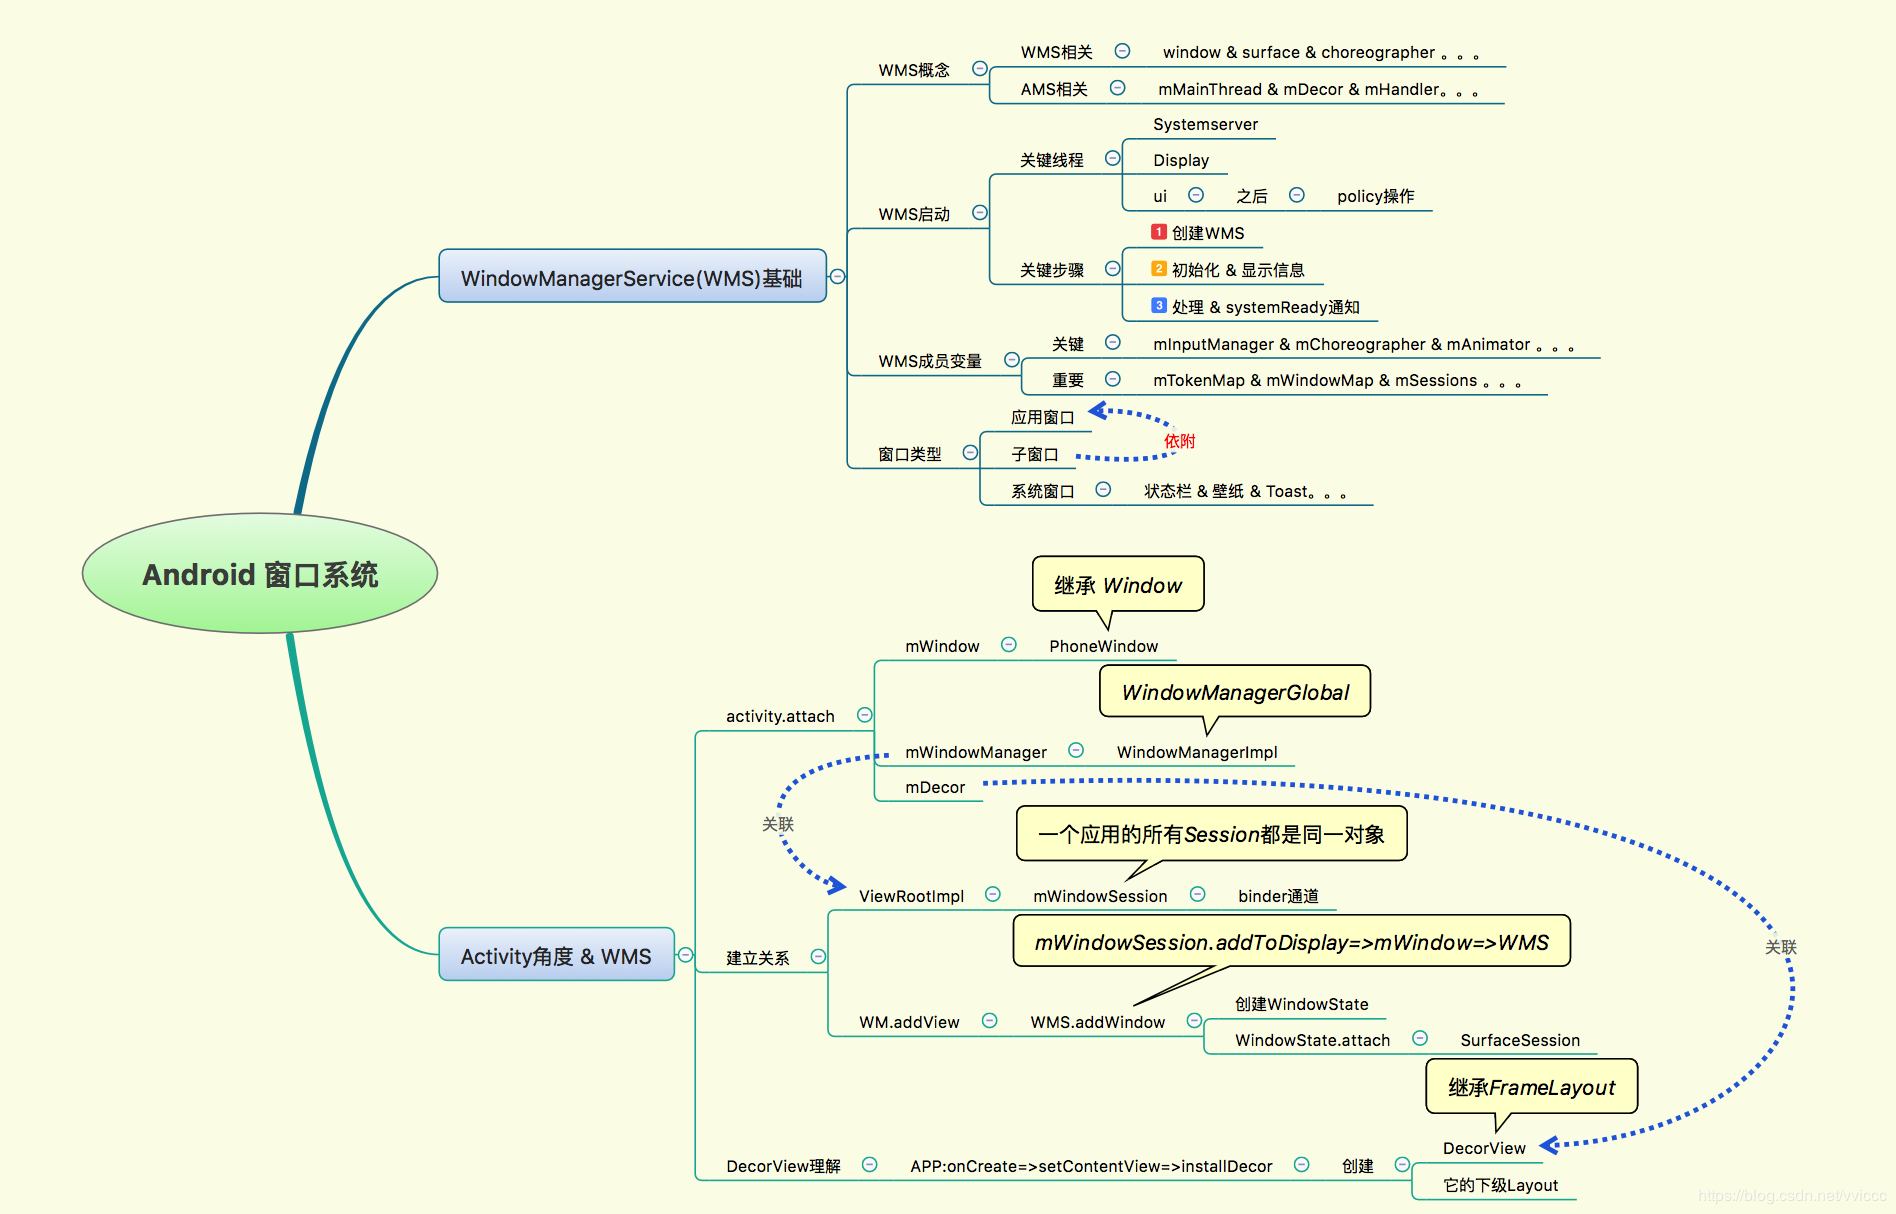 Android 窗口系统
WindowManagerService(WMS)基础
WMS概念
WMS相关
window & surface & choreographer 。。。
AMS相关
mMainThread & mDecor & mHandler。。。
WMS启动
关键线程
Systemserver
Display
ui
之后
policy操作
关键步骤
1 创建WMS
2 初始化 & 显示信息
3 处理 & systemReady通知
WMS成员变量
关键
mInputManager & mChoreographer & mAnimator 。。。
重要
mTokenMap & mWindowMap & mSessions 。。。
窗口类型
应用窗口
依附
子窗口
系统窗口
状态栏 & 壁纸 & Toast。。。
Activity角度 & WMS
activity.attach
继承 Window
mWindow
PhoneWindow
WindowManagerGlobal
mWindowManager
WindowManagerImpl
mDecor
关联
建立关系
一个应用的所有Session都是同一对象
ViewRootImpl
mWindowSession
binder通道
mWindowSession.addToDisplay=>mWindow=>WMS
关联
WM.addView
WMS.addWindow
创建WindowState
WindowState.attach
SurfaceSession
继承FrameLayout
DecorView理解
APP:onCreate=>setContentView=>installDecor
创建
DecorView
它的下级Layout
https://blog.csdn.net/vviccc